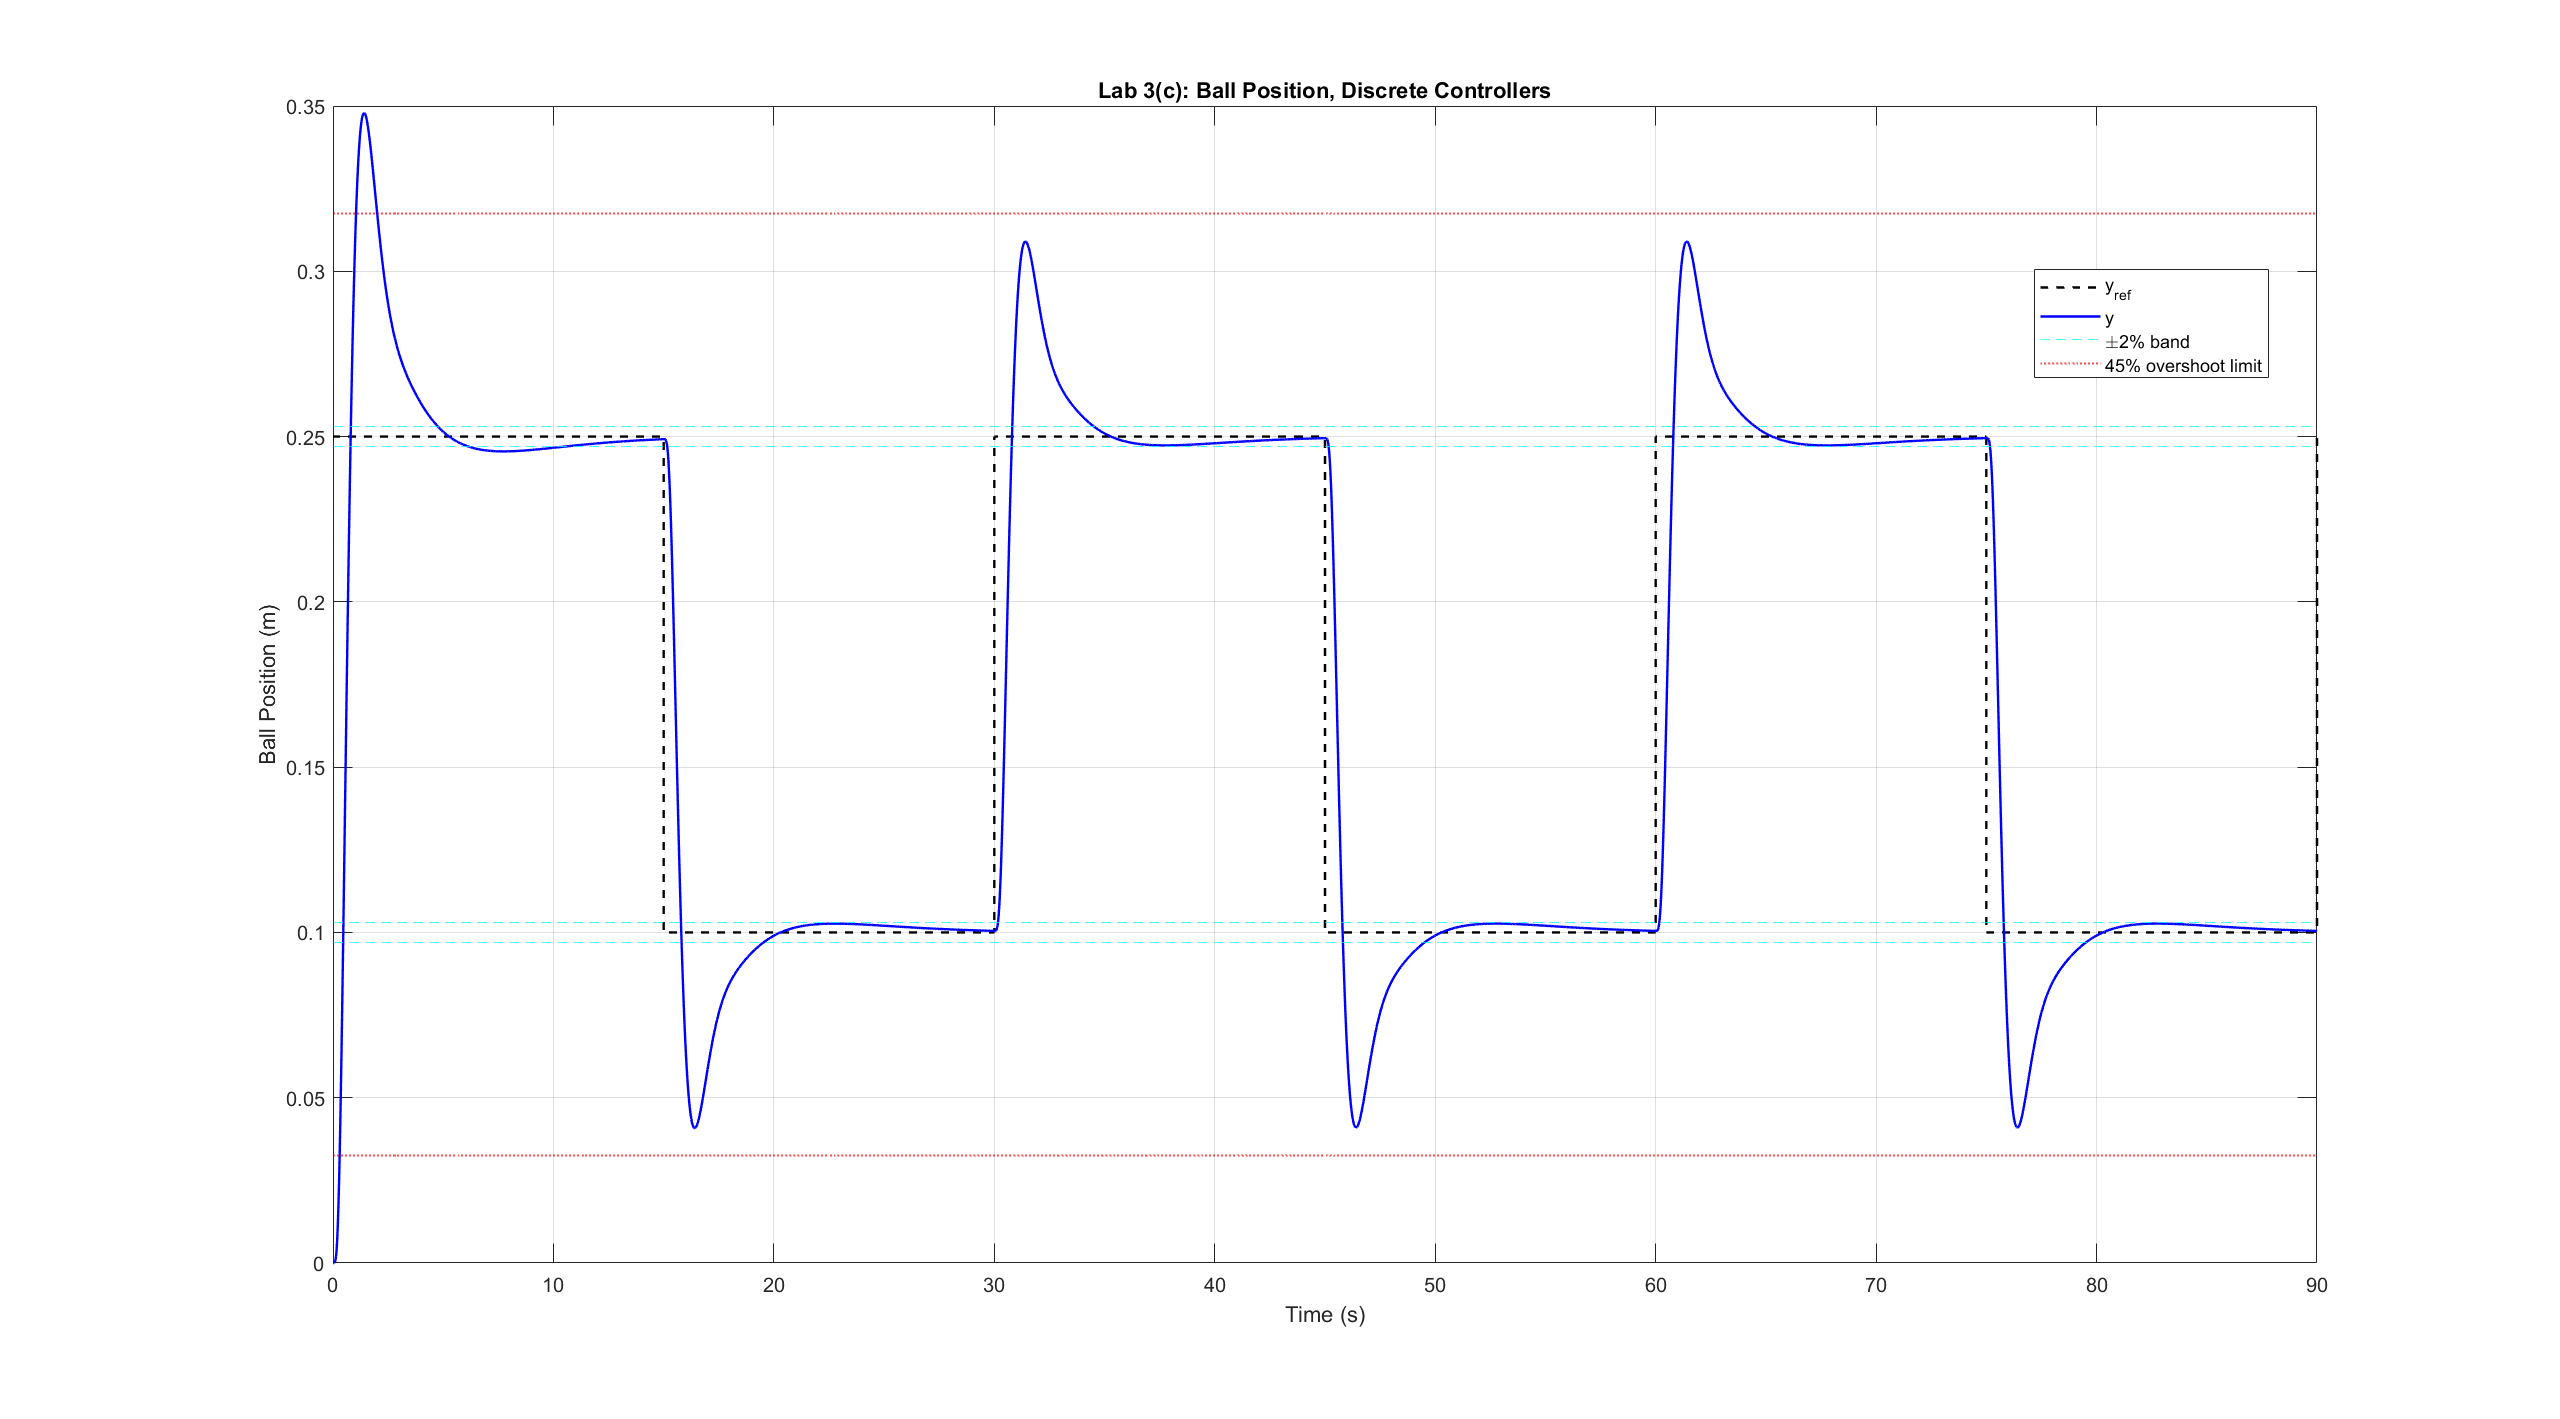 Lab 3(c): Ball Position, Discrete Controllers
0.35
0.3
0.25
0.2
0.15
0.1
0.05
0
Ball Position (m)
y_ref
y
±2% band
45% overshoot limit
0 10 20 30 40 50 60 70 80 90
Time (s)